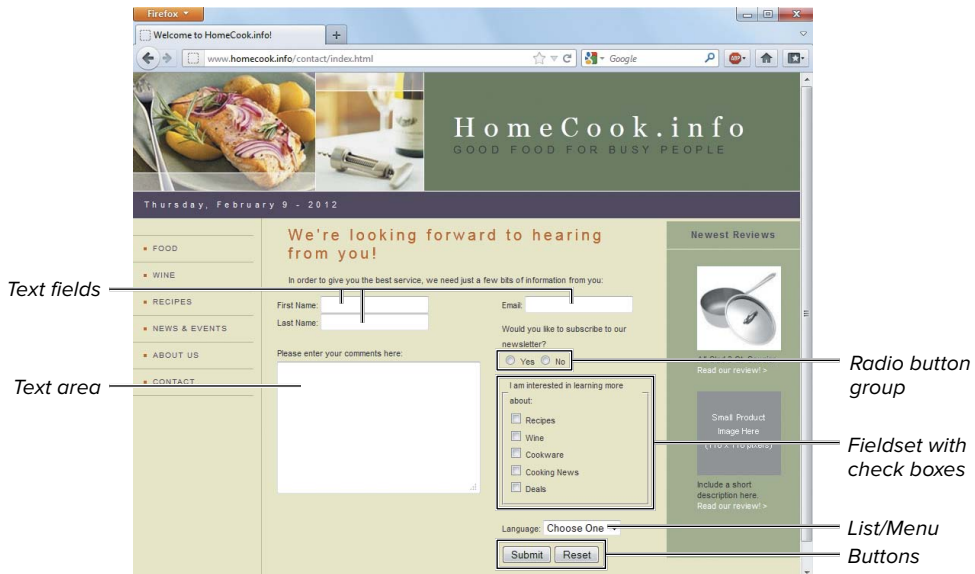 Firefox
Welcome to HomeCook.info!
www.homecook.info/contact/index.html
Google
ABP
HomeCook.info
GOOD FOOD FOR BUSY PEOPLE
Thursday, February 9 - 2012
FOOD
WINE
RECIPES
NEWS & EVENTS
ABOUT US
CONTACT
We're looking forward to hearing
from you!
In order to give you the best service, we need just a few bits of information from you:
First Name:
Last Name:
Please enter your comments here:
Email:
Would you like to subscribe to our
newsletter?
Yes No
I am interested in learning more
about:
Recipes
Wine
Cookware
Cooking News
Deals
Language: Choose One
Submit Reset
Newest Reviews
Read our review! >
Small Product
Image Here
Include a short
description here.
Read our review! >
Text fields
Text area
Radio button
group
Fieldset with
check boxes
List/Menu
Buttons